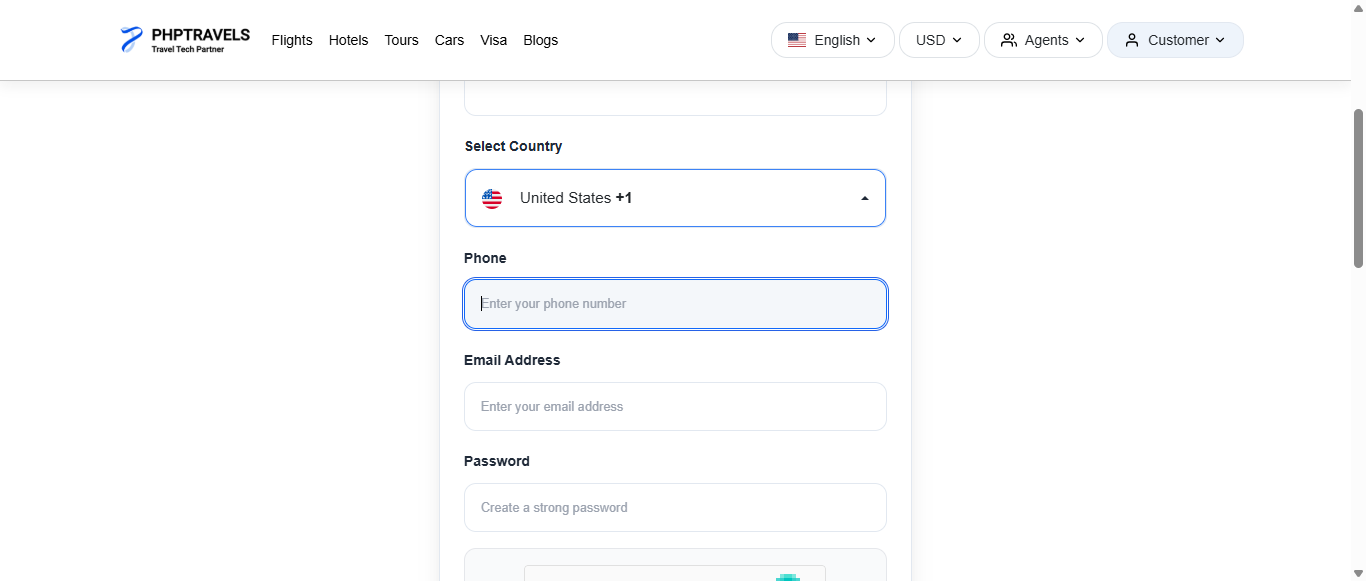 PHPTRAVELS
Travel Tech Partner
Flights Hotels Tours Cars Visa Blogs
English USD Agents Customer
Select Country
United States +1
Phone
Enter your phone number
Email Address
Enter your email address
Password
Create a strong password